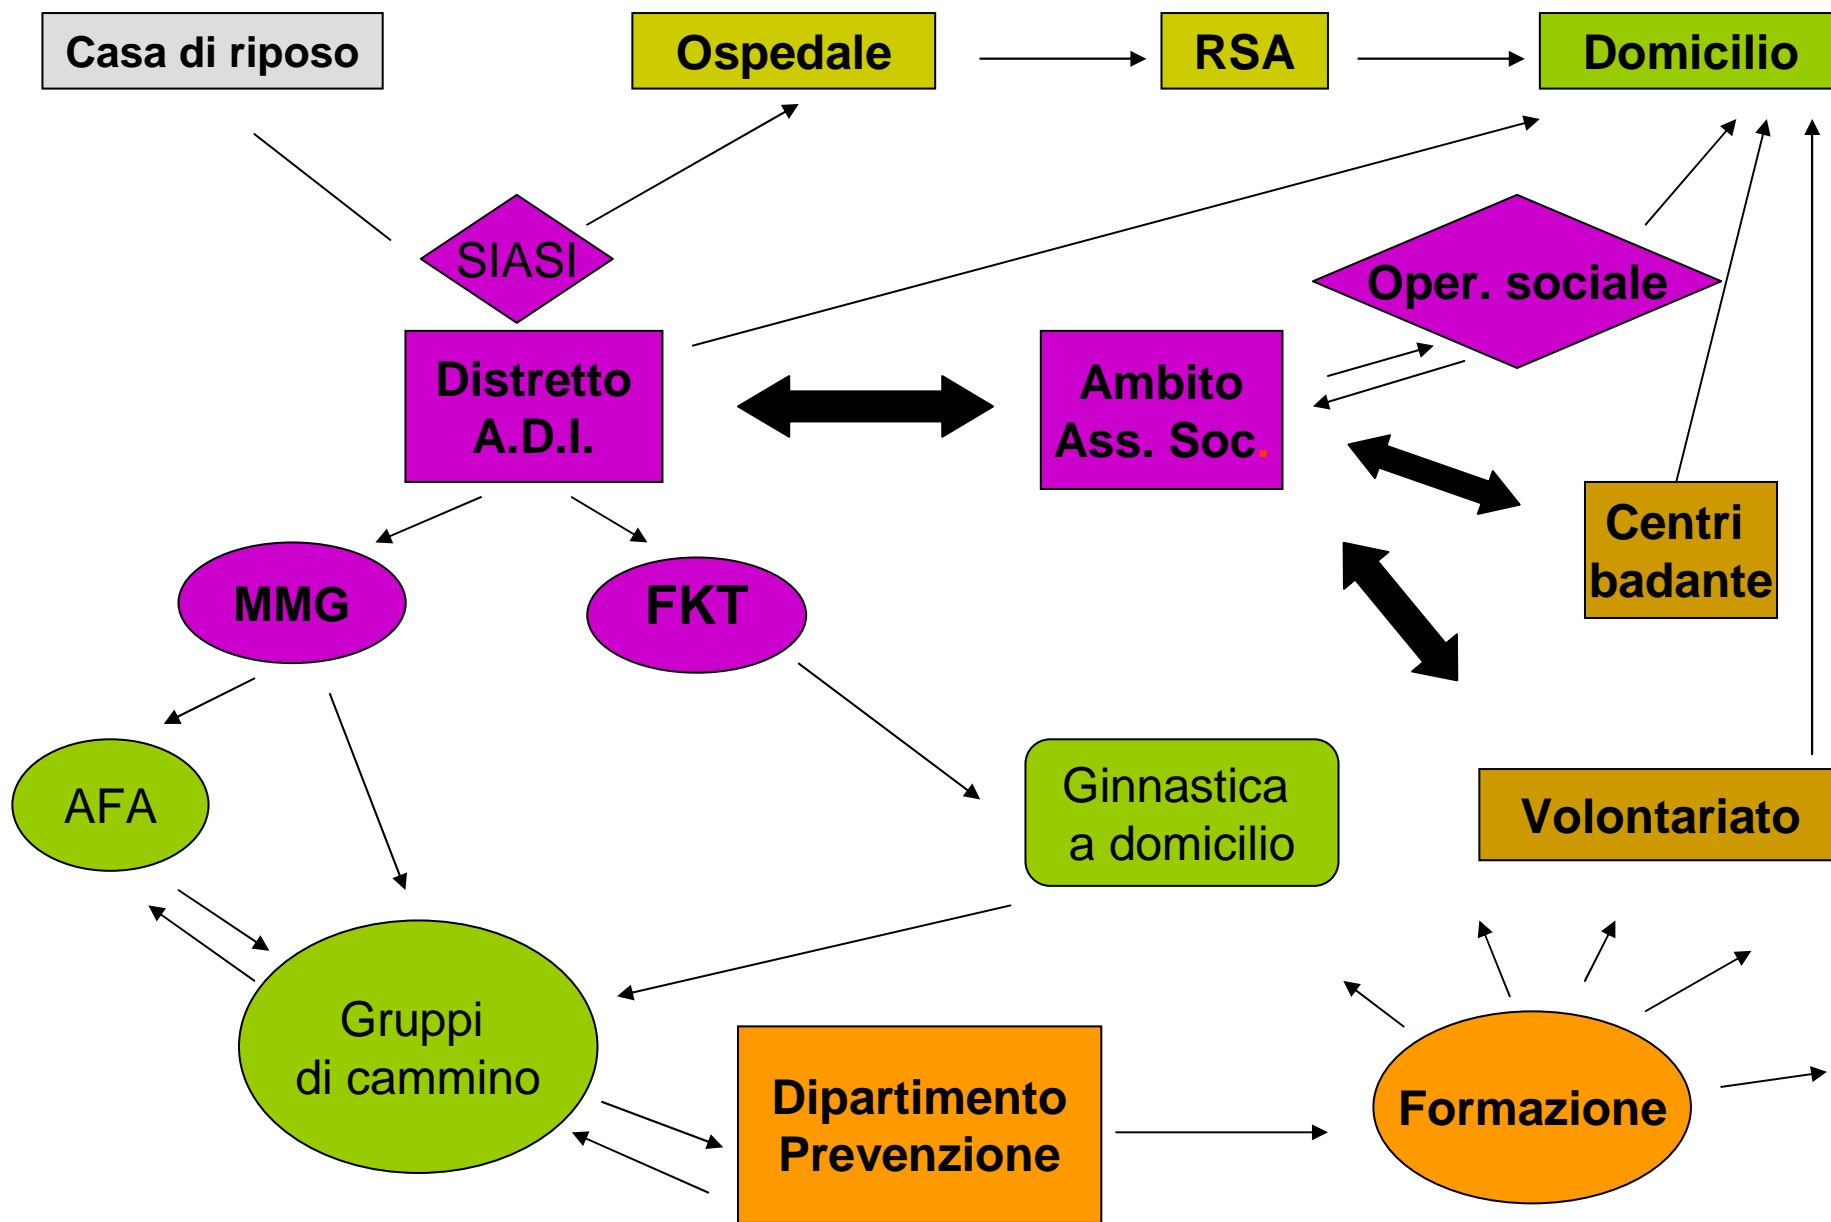 Casa di riposo
Ospedale
RSA
Domicilio
SIASI
Oper. sociale
Distretto
A.D.I.
Ambito
Ass. Soc.
Centri
badante
MMG
FKT
AFA
Ginnastica
a domicilio
Volontariato
Gruppi
di cammino
Dipartimento
Prevenzione
Formazione